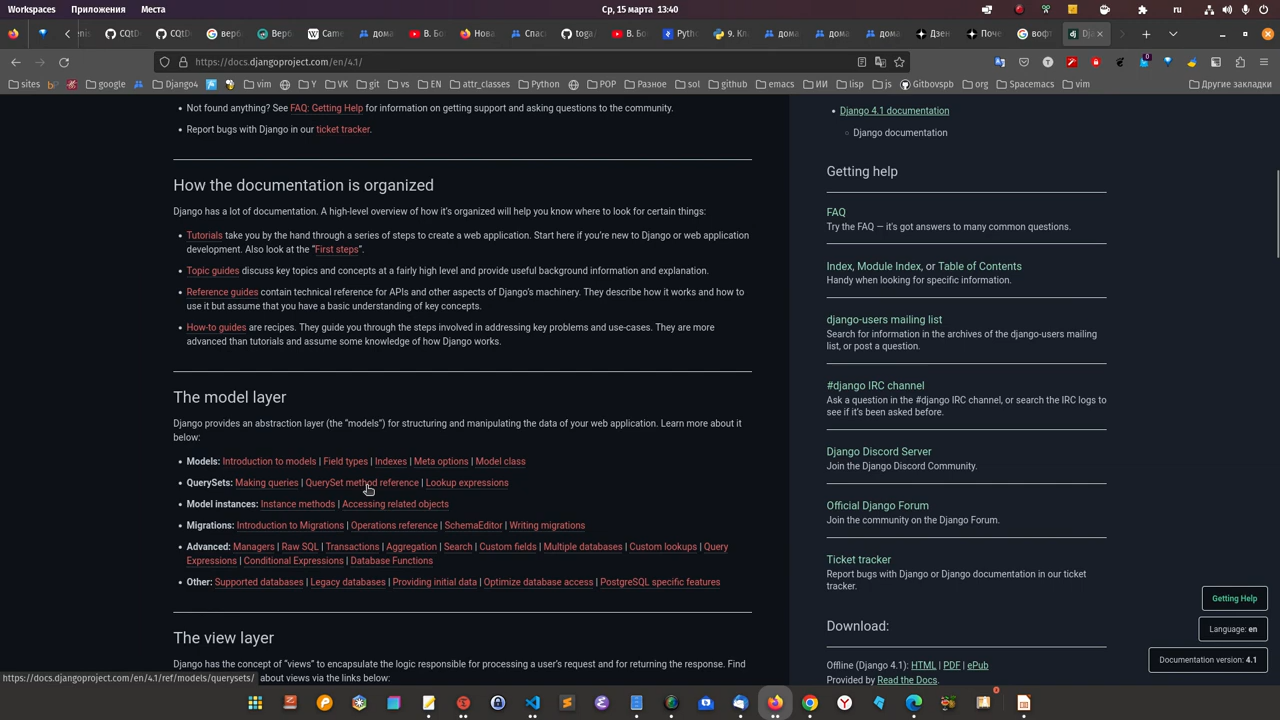 Workspaces Приложения Места Ср, 15 марта 13:40 ru
CQtD CQtD верб Верб Came дома В. Бо Нова Спас toga/ В. Бо Pytho 9. Кл дома дома дома Дзен Поче вофт Dja
https://docs.djangoproject.com/en/4.1/
sites google Django4 VK git vs EN attr_classes Python POP Разное sol github emacs ИИ lisp js Gitbovspb org Spacemacs vim Другие закладки
Not found anything? See FAQ: Getting Help for information on getting support and asking questions to the community.
Report bugs with Django in our ticket tracker.
How the documentation is organized
Django has a lot of documentation. A high-level overview of how it's organized will help you know where to look for certain things:
Tutorials take you by the hand through a series of steps to create a web application. Start here if you're new to Django or web application
development. Also look at the “First steps”.
Topic guides discuss key topics and concepts at a fairly high level and provide useful background information and explanation.
Reference guides contain technical reference for APIs and other aspects of Django's machinery. They describe how it works and how to
use it but assume that you have a basic understanding of key concepts.
How-to guides are recipes. They guide you through the steps involved in addressing key problems and use-cases. They are more
advanced than tutorials and assume some knowledge of how Django works.
The model layer
Django provides an abstraction layer (the “models”) for structuring and manipulating the data of your web application. Learn more about it
below:
Models: Introduction to models | Field types | Indexes | Meta options | Model class
QuerySets: Making queries | QuerySet method reference | Lookup expressions
Model instances: Instance methods | Accessing related objects
Migrations: Introduction to Migrations | Operations reference | SchemaEditor | Writing migrations
Advanced: Managers | Raw SQL | Transactions | Aggregation | Search | Custom fields | Multiple databases | Custom lookups | Query
Expressions | Conditional Expressions | Database Functions
Other: Supported databases | Legacy databases | Providing initial data | Optimize database access | PostgreSQL specific features
The view layer
Django has the concept of “views” to encapsulate the logic responsible for processing a user's request and for returning the response. Find
about views via the links below:
https://docs.djangoproject.com/en/4.1/ref/models/querysets/
Django 4.1 documentation
Django documentation
Getting help
FAQ
Try the FAQ — it's got answers to many common questions.
Index, Module Index, or Table of Contents
Handy when looking for specific information.
django-users mailing list
Search for information in the archives of the django-users mailing
list, or post a question.
#django IRC channel
Ask a question in the #django IRC channel, or search the IRC logs to
see if it's been asked before.
Django Discord Server
Join the Django Discord Community.
Official Django Forum
Join the community on the Django Forum.
Ticket tracker
Report bugs with Django or Django documentation in our ticket
tracker.
Download:
Offline (Django 4.1): HTML | PDF | ePub
Provided by Read the Docs.
Getting Help
Language: en
Documentation version: 4.1